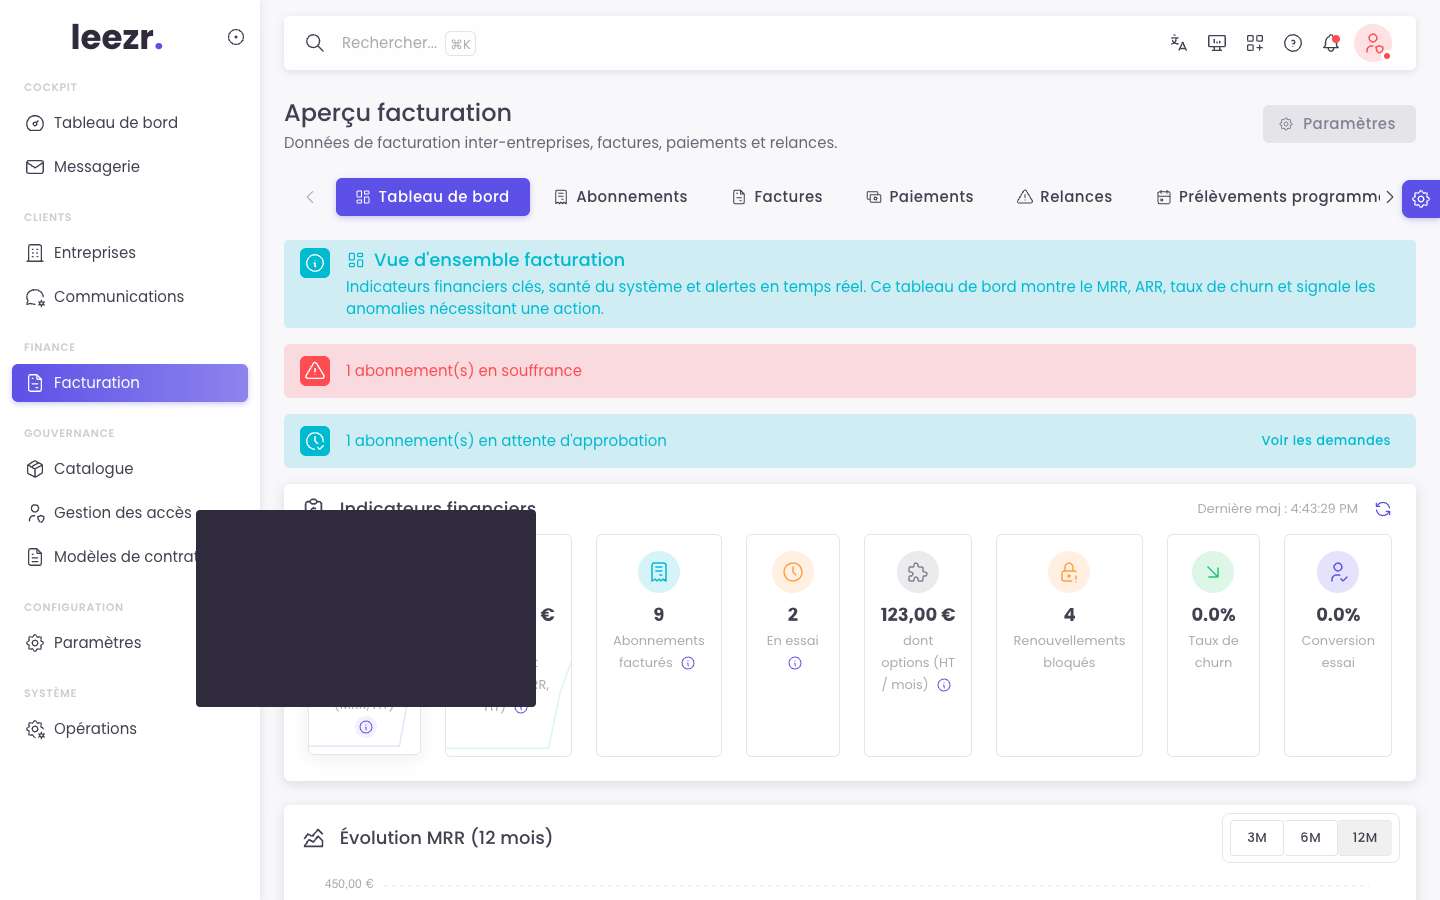 leezr.
COCKPIT
Tableau de bord
Messagerie
CLIENTS
Entreprises
Communications
FINANCE
Facturation
GOUVERNANCE
Catalogue
Gestion des accès
Modèles de
CONFIGURATION
Paramètres
SYSTÈME
Opérations
Rechercher... ⌘K
Aperçu facturation
Données de facturation inter-entreprises, factures, paiements et relances.
Paramètres
Tableau de bord
Abonnements
Factures
Paiements
Relances
Prélèvements
Vue d'ensemble facturation
Indicateurs financiers clés, santé du système et alertes en temps réel. Ce tableau de bord montre le MRR, ARR, taux de churn et signale les
anomalies nécessitant une action.
1 abonnement(s) en souffrance
1 abonnement(s) en attente d'approbation
Voir les demandes
Indicateurs financiers
Dernière maj : 4:43:29 PM
€
HT)
9
Abonnements
facturés
2
En essai
123,00 €
dont
options (HT
/ mois)
4
Renouvellements
bloqués
0.0%
Taux de
churn
0.0%
Conversion
essai
Évolution MRR (12 mois)
3M
6M
12M
450,00 €